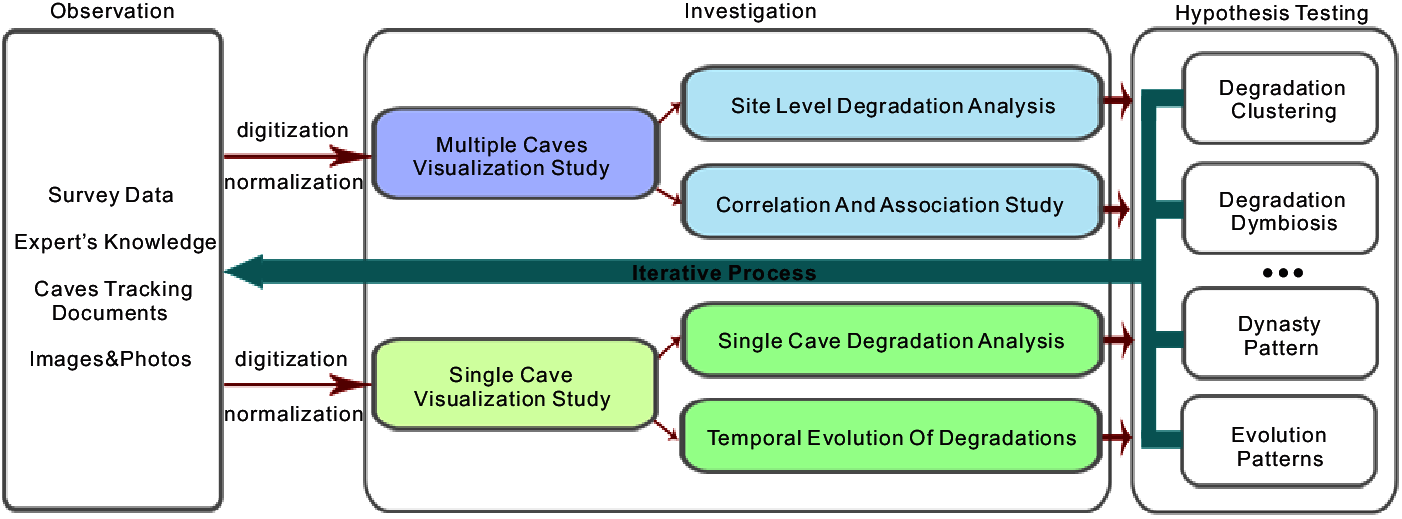 Observation
Investigation
Hypothesis Testing
Survey Data
Expert's Knowledge
Caves Tracking
Documents
Images&Photos
digitization
normalization
digitization
normalization
Multiple Caves
Visualization Study
Site Level Degradation Analysis
Correlation And Association Study
Iterative Process
Single Cave
Visualization Study
Single Cave Degradation Analysis
Temporal Evolution Of Degradations
Degradation
Clustering
Degradation
Dymbiosis
•••
Dynasty
Pattern
Evolution
Patterns